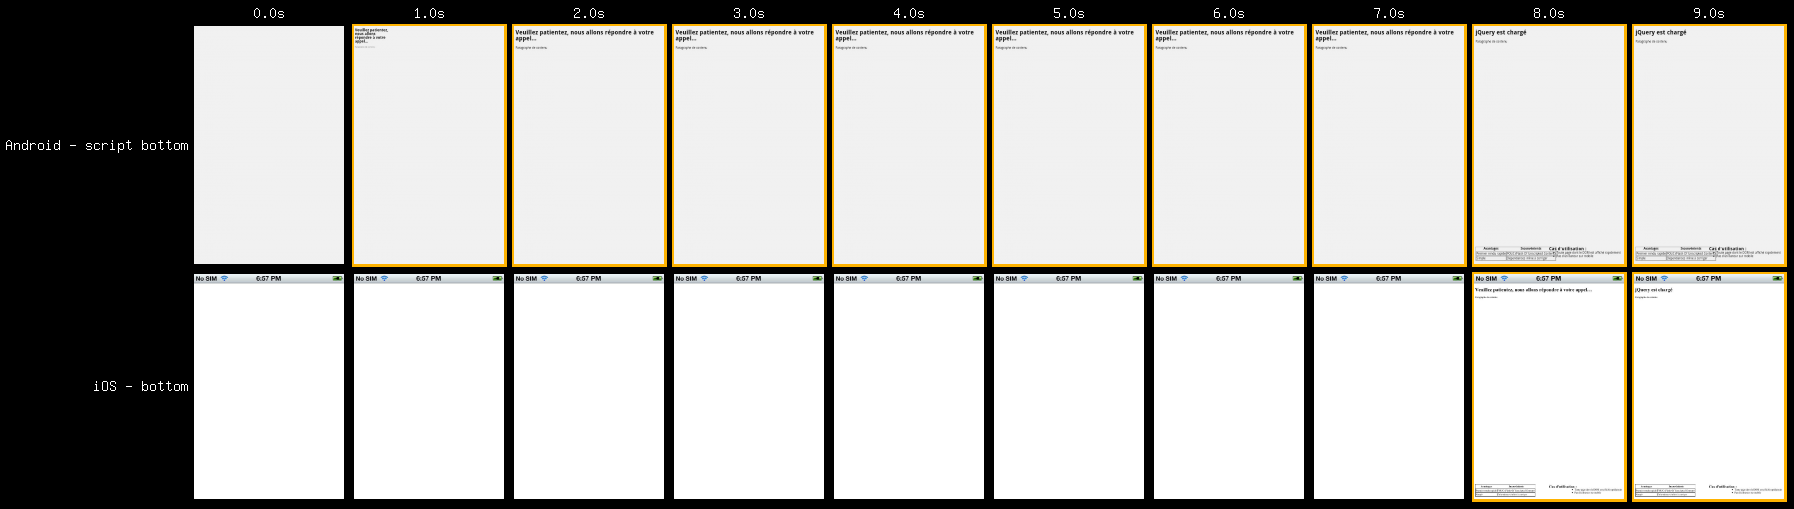 0.0s 1.0s 2.0s 3.0s 4.0s 5.0s 6.0s 7.0s 8.0s 9.0s
Android - script bottom
Veuillez patientez,
nous allons
répondre à votre
appel...
Veuillez patientez, nous allons répondre à votre
appel...
Paragraphe de contenu
Veuillez patientez, nous allons répondre à votre
appel...
Paragraphe de contenu
Veuillez patientez, nous allons répondre à votre
appel...
Paragraphe de contenu
Veuillez patientez, nous allons répondre à votre
appel...
Paragraphe de contenu
Veuillez patientez, nous allons répondre à votre
appel...
Paragraphe de contenu
Veuillez patientez, nous allons répondre à votre
appel...
Paragraphe de contenu
jQuery est chargé
Paragraphe de contenu
Avantages Inconvénients Cas d'utilisation :
jQuery est chargé
Paragraphe de contenu
Avantages Inconvénients Cas d'utilisation :
iOS - bottom
No SIM 6:57 PM
No SIM 6:57 PM
No SIM 6:57 PM
No SIM 6:57 PM
No SIM 6:57 PM
No SIM 6:57 PM
No SIM 6:57 PM
No SIM 6:57 PM
No SIM 6:57 PM
Veuillez patientez, nous allons répondre à votre appel...
Cas d'utilisation :
No SIM 6:57 PM
jQuery est chargé
Cas d'utilisation :